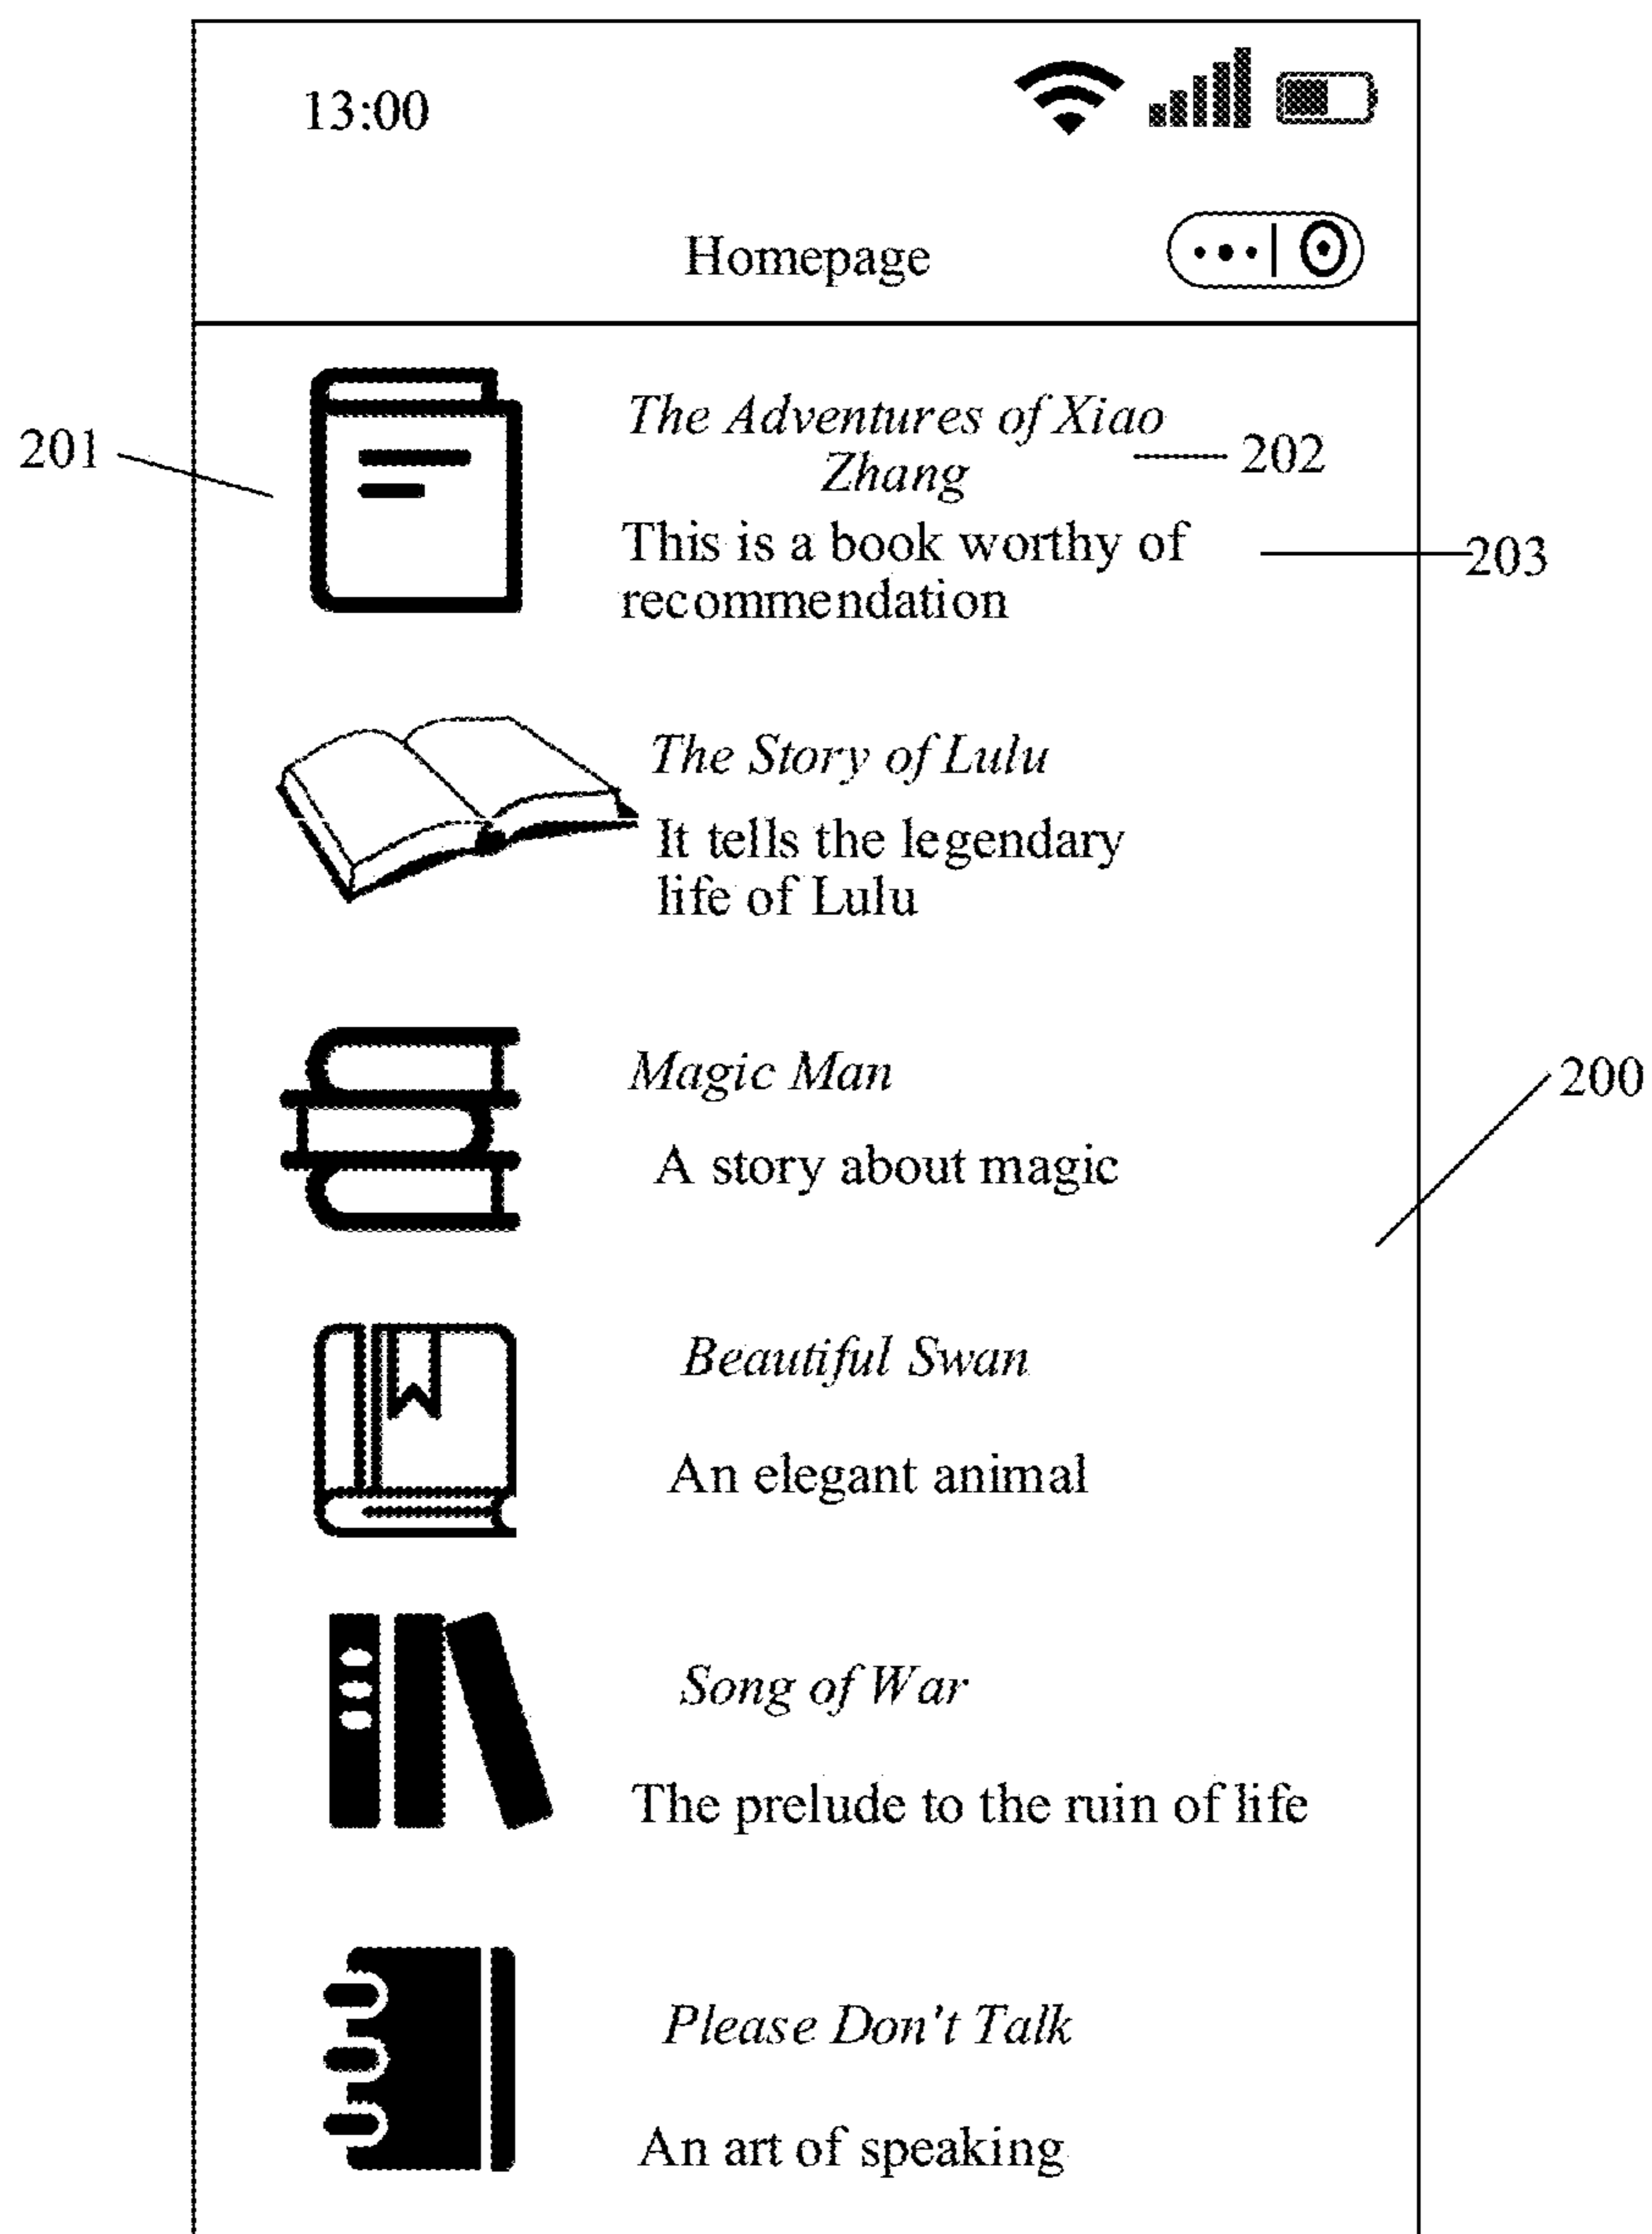 13:00
Homepage
The Adventures of Xiao
Zhang
201
202
This is a book worthy of
recommendation
203
The Story of Lulu
It tells the legendary
life of Lulu
Magic Man
A story about magic
200
Beautiful Swan
An elegant animal
Song of War
The prelude to the ruin of life
Please Don't Talk
An art of speaking